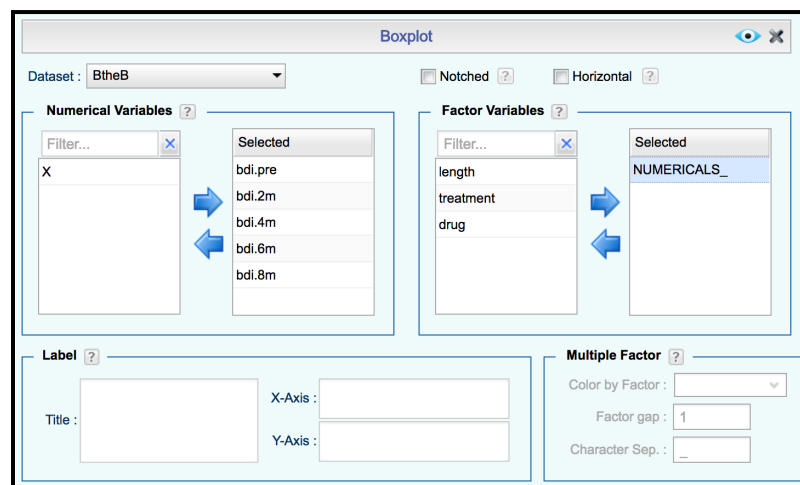 Boxplot
Dataset : BtheB
Notched ?
Horizontal ?
Numerical Variables ?
Filter...
X
Selected
bdi.pre
bdi.2m
bdi.4m
bdi.6m
bdi.8m
Factor Variables ?
Filter...
length
treatment
drug
Selected
NUMERICALS_
Label ?
Title :
X-Axis :
Y-Axis :
Multiple Factor ?
Color by Factor :
Factor gap : 1
Character Sep. : _